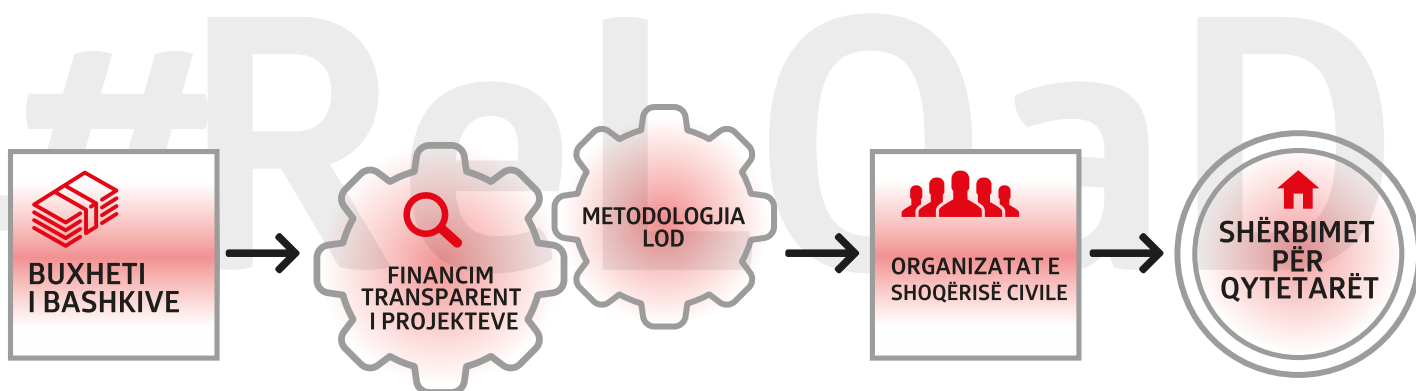 #ReLOaD
BUXHETI
I BASHKIVE
FINANCIM
TRANSPARENT
I PROJEKTEVE
METODOLOGJIA
LOD
ORGANIZATAT E
SHOQËRISË CIVILE
SHËRBIMET
PËR
QYTETARËT